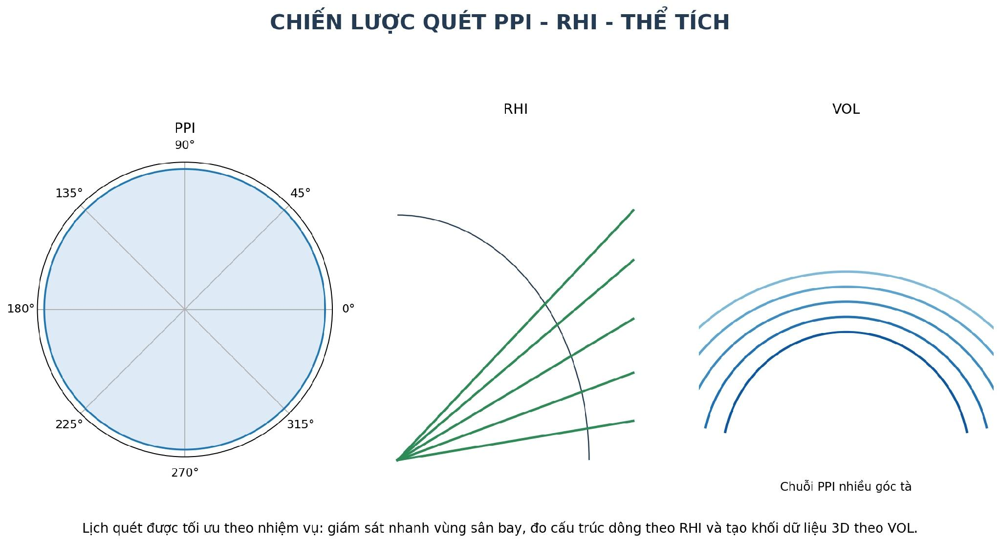 CHIẾN LƯỢC QUÉT PPI - RHI - THỂ TÍCH
PPI
90°
135°
45°
180°
0°
225°
315°
270°
RHI
VOL
Chuỗi PPI nhiều góc tà
Lịch quét được tối ưu theo nhiệm vụ: giám sát nhanh vùng sân bay, đo cấu trúc dông theo RHI và tạo khối dữ liệu 3D theo VOL.